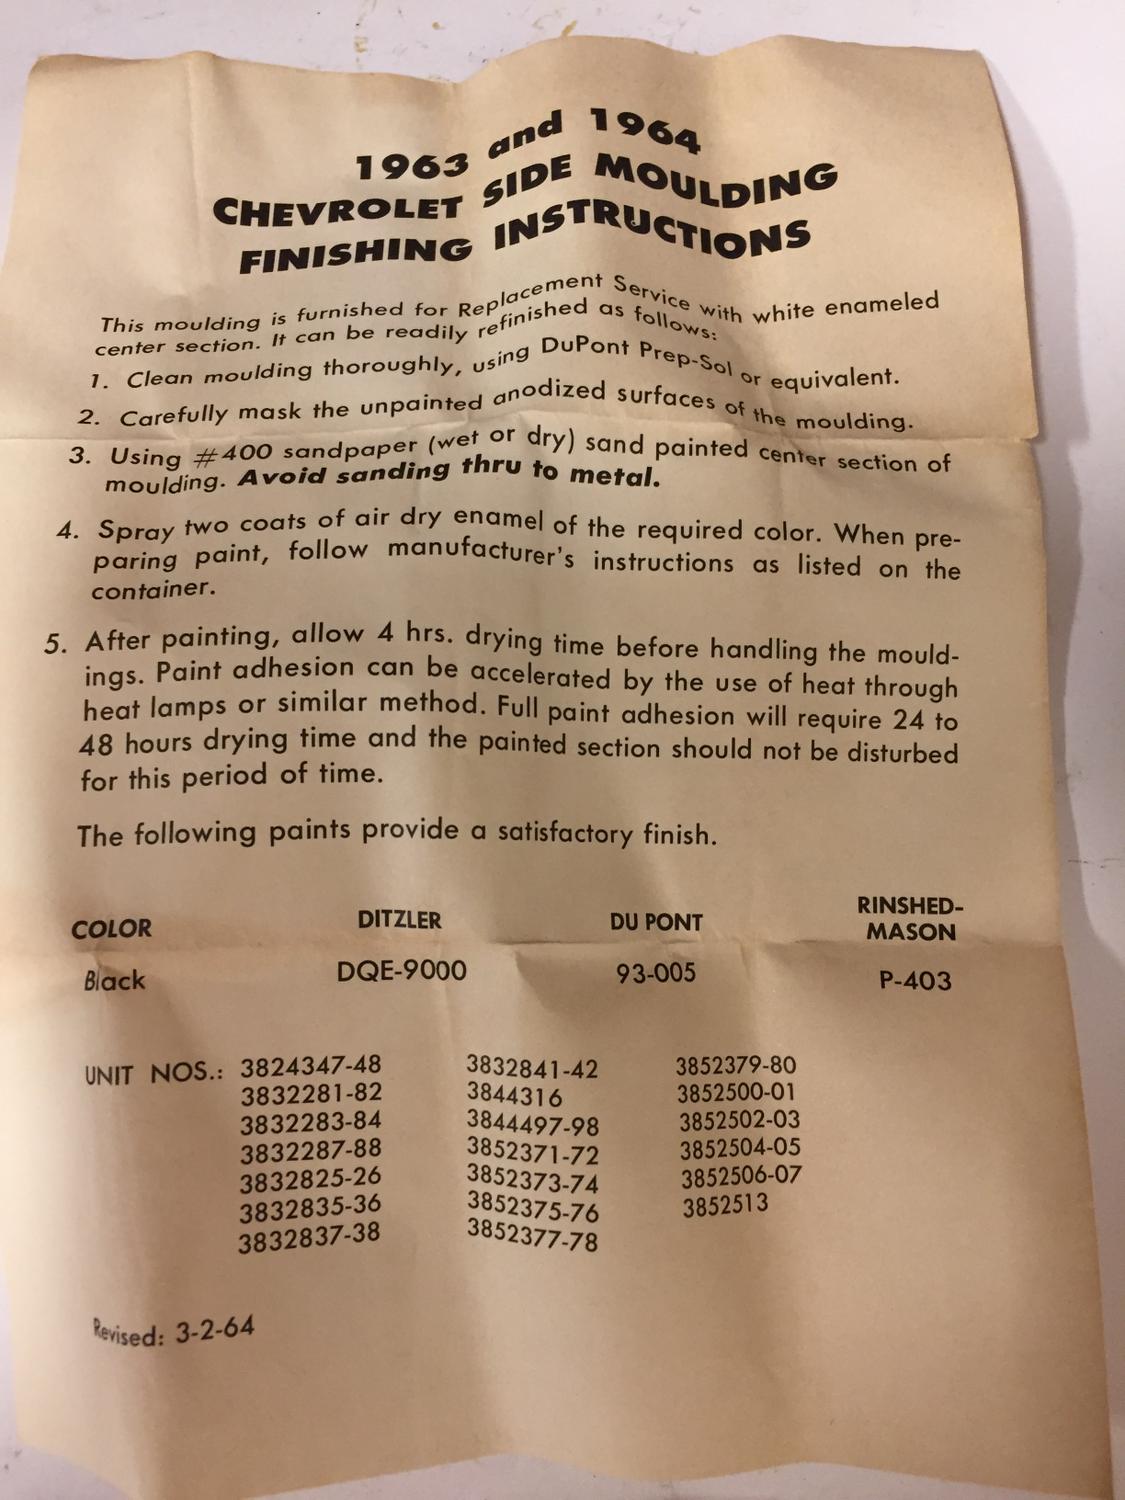 1963 and 1964
CHEVROLET SIDE MOULDING
FINISHING INSTRUCTIONS
This moulding is furnished for Replacement Service with white enameled
center section. It can be readily refinished as follows:
1. Clean moulding thoroughly, using DuPont Prep-Sol or equivalent.
2. Carefully mask the unpainted anodized surfaces of the moulding.
3. Using #400 sandpaper (wet or dry) sand painted center section of
moulding. Avoid sanding thru to metal.
4. Spray two coats of air dry enamel of the required color. When pre-
paring paint, follow manufacturer's instructions as listed on the
container.
5. After painting, allow 4 hrs. drying time before handling the mould-
ings. Paint adhesion can be accelerated by the use of heat through
heat lamps or similar method. Full paint adhesion will require 24 to
48 hours drying time and the painted section should not be disturbed
for this period of time.
The following paints provide a satisfactory finish.
COLOR DITZLER DU PONT RINSHED-
MASON
Black DQE-9000 93-005 P-403
UNIT NOS.: 3824347-48 3832841-42 3852379-80
3832281-82 3844316 3852500-01
3832283-84 3844497-98 3852502-03
3832287-88 3852371-72 3852504-05
3832825-26 3852373-74 3852506-07
3832835-36 3852375-76 3852513
3832837-38 3852377-78
Revised: 3-2-64